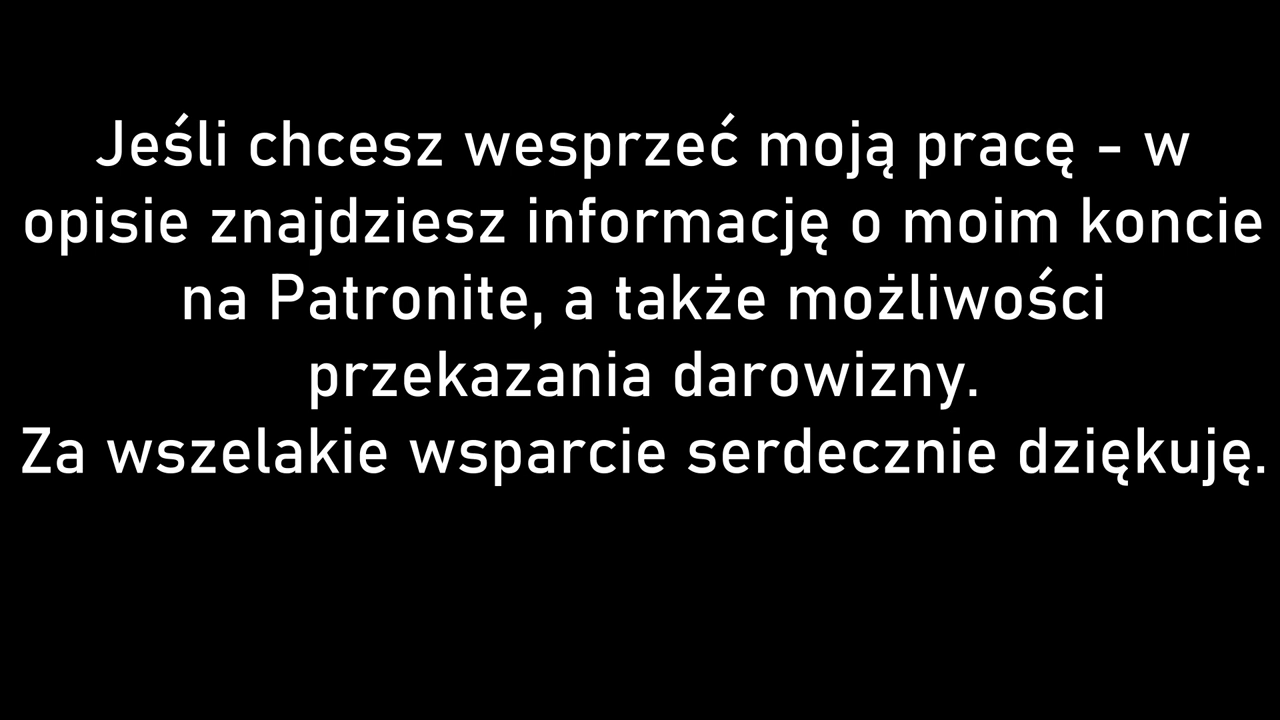 Jeśli chcesz wesprzeć moją pracę - w
opisie znajdziesz informację o moim koncie
na Patronite, a także możliwości
przekazania darowizny.
Za wszelakie wsparcie serdecznie dziękuję.